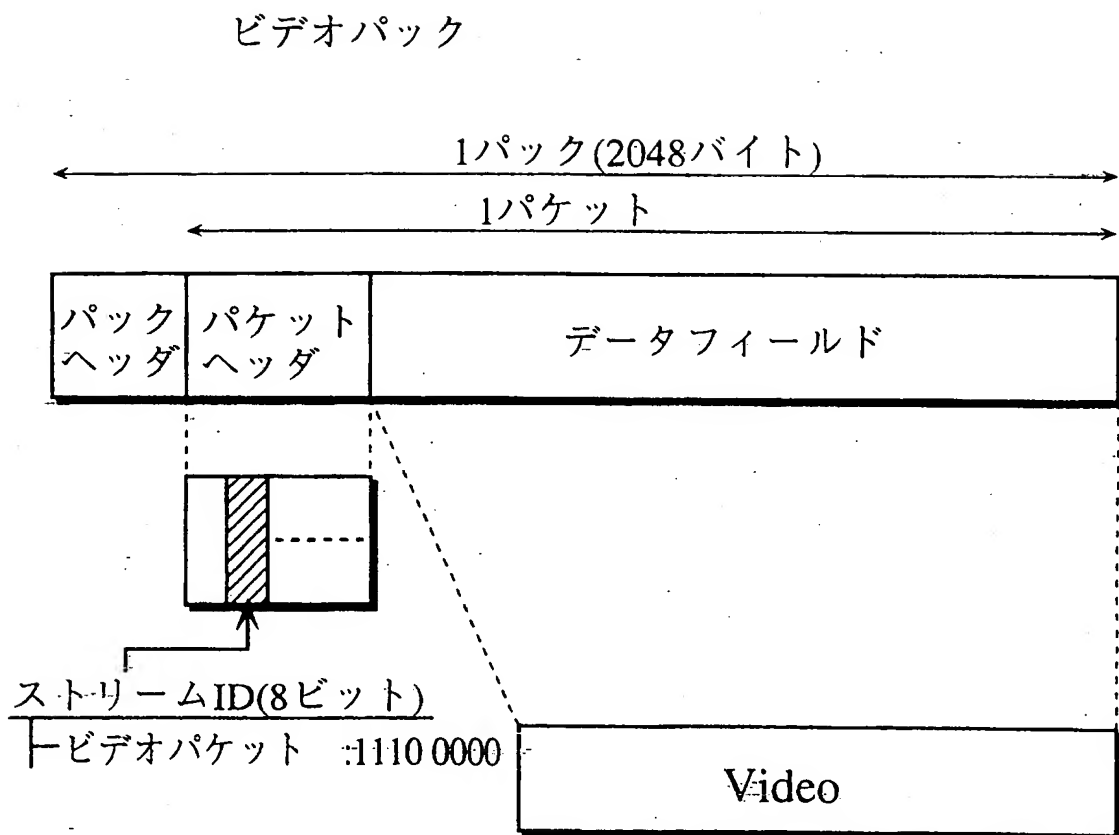 ビデオパック
1パック(2048バイト)
1パケット
パック
ヘッダ
パケット
ヘッダ
データフィールド
ストリームID(8ビット)
ビデオパケット :1110 0000
Video